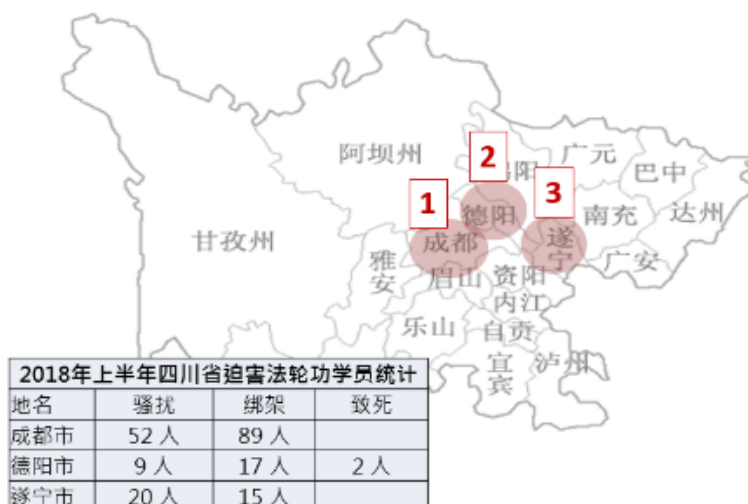 广元
2
绵阳
阿坝州
巴中
1
3
德阳
南充
达州
甘孜州
成都
遂宁
雅安
眉山
资阳
广安
内江
乐山
自贡
宜宾
泸州
2018年上半年四川省迫害法轮功学员统计
地名 骚扰 绑架 致死
成都市 52人 89人
德阳市 9人 17人 2人
遂宁市 20人 15人